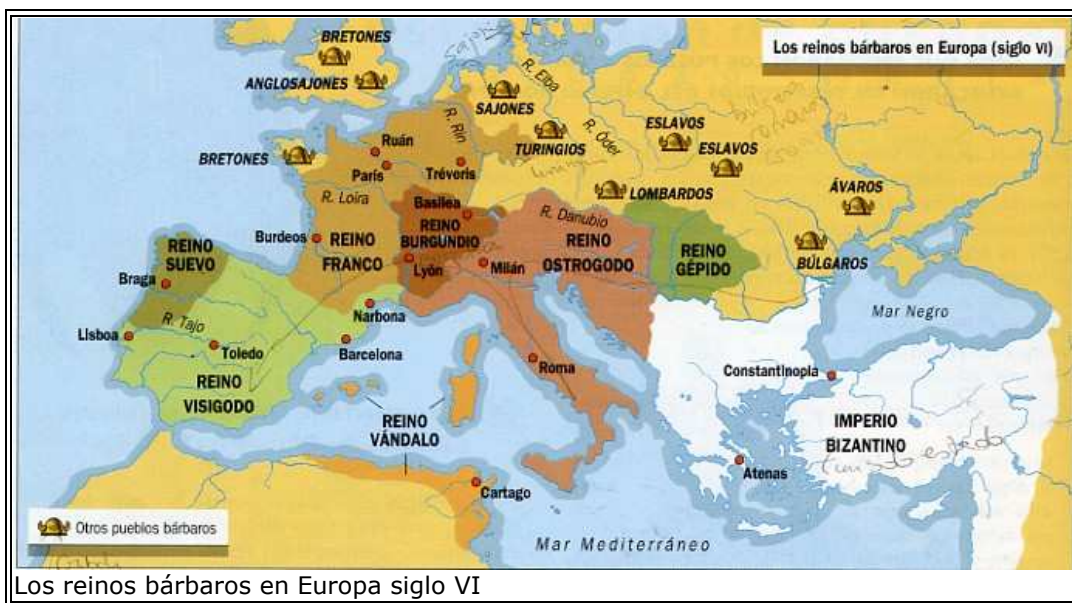 Los reinos bárbaros en Europa (siglo VI)
BRETONES
ANGLOSAJONES
SAJONES
R. Elba
R. Rin
TURINGIOS
R. Óder
ESLAVOS
ESLAVOS
BRETONES
Ruán
París
Tréveris
LOMBARDOS
ÁVAROS
R. Loira
Basilea
R. Danubio
REINO
BURGUNDIO
REINO
FRANCO
Burdeos
REINO
OSTROGODO
REINO
GÉPIDO
BÚLGAROS
REINO
SUEVO
Lyón
Milán
Braga
Narbona
Mar Negro
Lisboa
R. Tajo
Toledo
Barcelona
Roma
Constantinopla
REINO
VISIGODO
REINO
VÁNDALO
IMPERIO
BIZANTINO
Atenas
Cartago
Otros pueblos bárbaros
Mar Mediterráneo
Los reinos bárbaros en Europa siglo VI